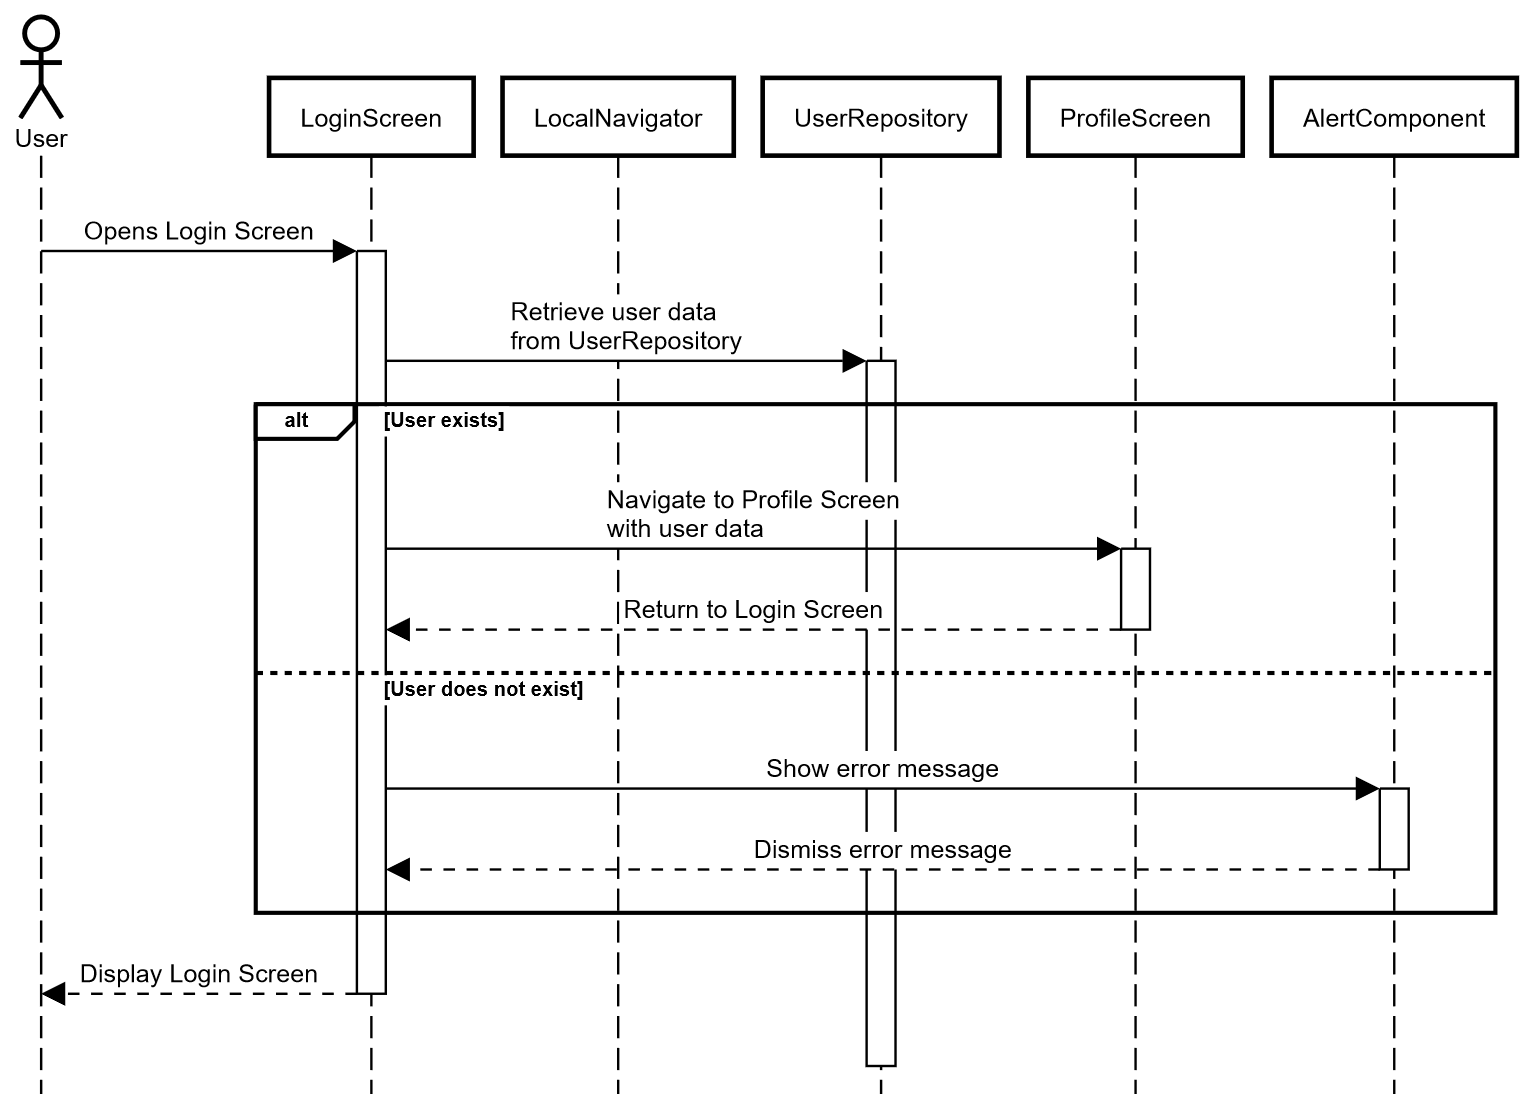 User
LoginScreen
LocalNavigator
UserRepository
ProfileScreen
AlertComponent
Opens Login Screen
Retrieve user data
from UserRepository
alt
[User exists]
Navigate to Profile Screen
with user data
Return to Login Screen
[User does not exist]
Show error message
Dismiss error message
Display Login Screen